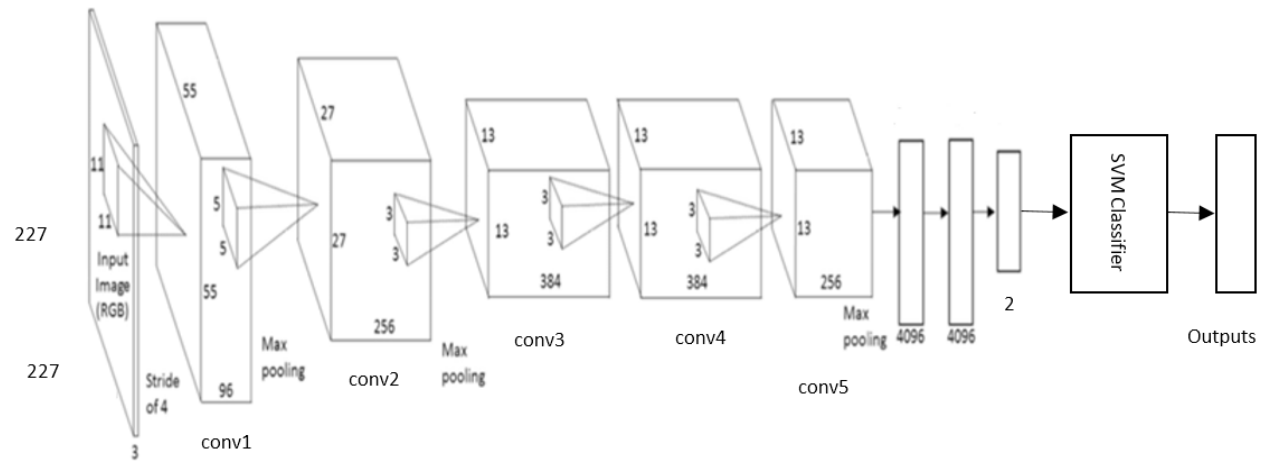 227
227
11
11
Input
Image
(RGB)
3
Stride
of 4
55
55
5
5
96
conv1
Max
pooling
27
27
3
3
256
conv2
Max
pooling
13
13
3
3
384
conv3
13
13
3
3
384
conv4
13
13
256
Max
pooling
conv5
4096
4096
2
SVM Classifier
Outputs